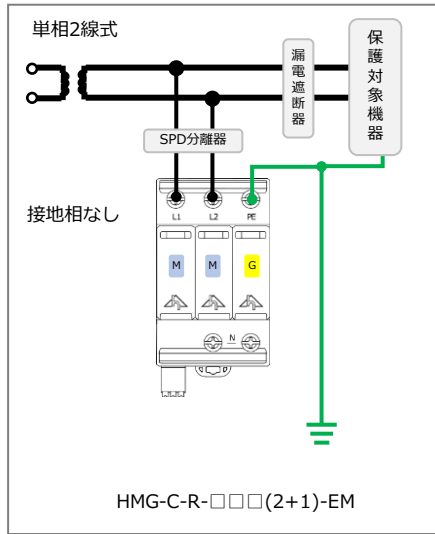 単相2線式
漏電遮断器
保護対象機器
SPD分離器
接地相なし
L1 L2 PE
M M G
N
HMG-C-R-□□□(2+1)-EM